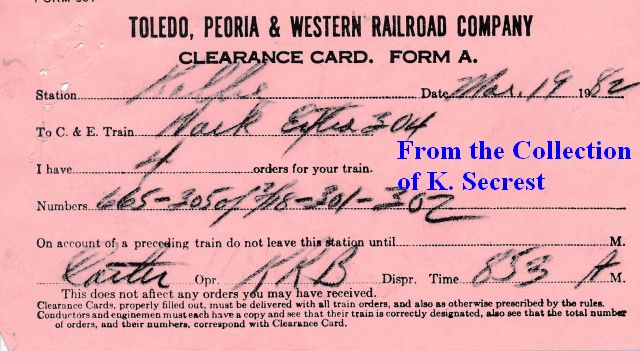 TOLEDO, PEORIA & WESTERN RAILROAD COMPANY
CLEARANCE CARD. FORM A.
Station Kolbe Date Mar. 19 1982
To C. & E. Train Work Extra 304
I have 4 orders for your train.
From the Collection
of K. Secrest
Numbers 665-305 of 3/18-301-302
On account of a preceding train do not leave this station until M.
Carter Opr. KKB Dispr. Time 853 A M.
This does not affect any orders you may have received.
Clearance Cards, properly filled out, must be delivered with all train orders, and also as otherwise prescribed by the rules.
Conductors and enginemen must each have a copy and see that their train is correctly designated, also see that the total number
of orders, and their numbers, correspond with Clearance Card.